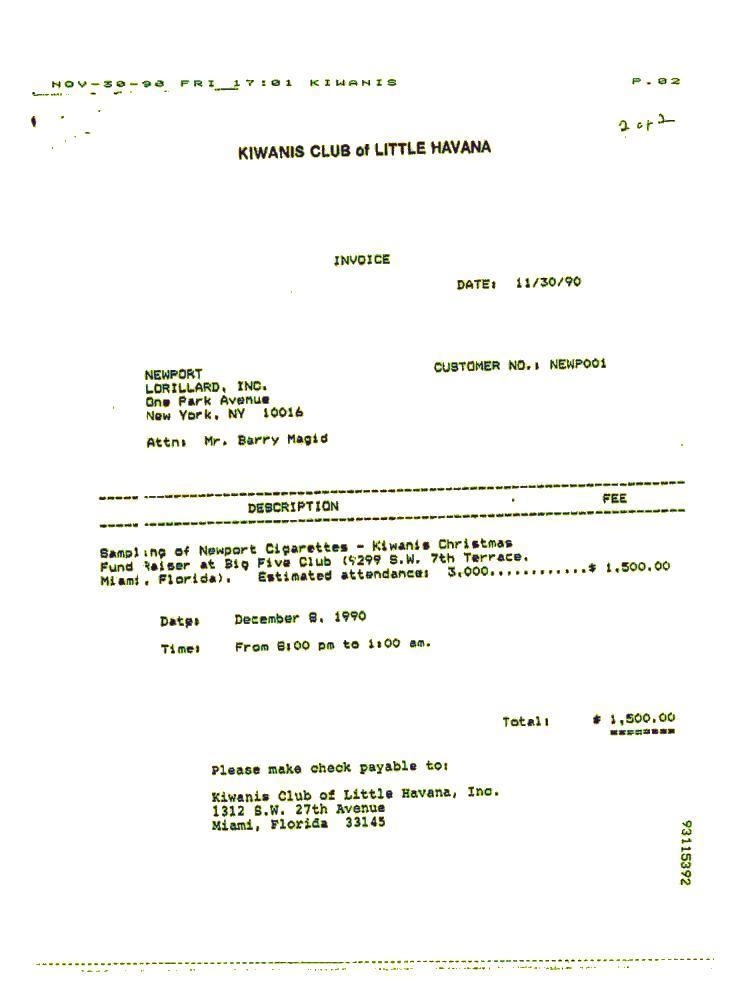 NOV-30-90 FRI 17:01 KIWANIS P.02
2 of 2
KIWANIS CLUB of LITTLE HAVANA
INVOICE
DATE: 11/30/90
NEWPORT CUSTOMER NO.: NEWP001
LORILLARD, INC.
One Park Avenue
New York, NY 10016
Attn: Mr. Barry Magid
DESCRIPTION FEE
Sampling of Newport Cigarettes - Kiwanis Christmas
Fund Raiser at Big Five Club (9299 S.W. 7th Terrace,
Miami, Florida). Estimated attendance: 3,000............$ 1,500.00
Date: December 8, 1990
Time: From 8:00 pm to 1:00 am.
Total: $ 1,500.00
Please make check payable to:
Kiwanis Club of Little Havana, Inc.
1312 S.W. 27th Avenue
Miami, Florida 33145
93115392